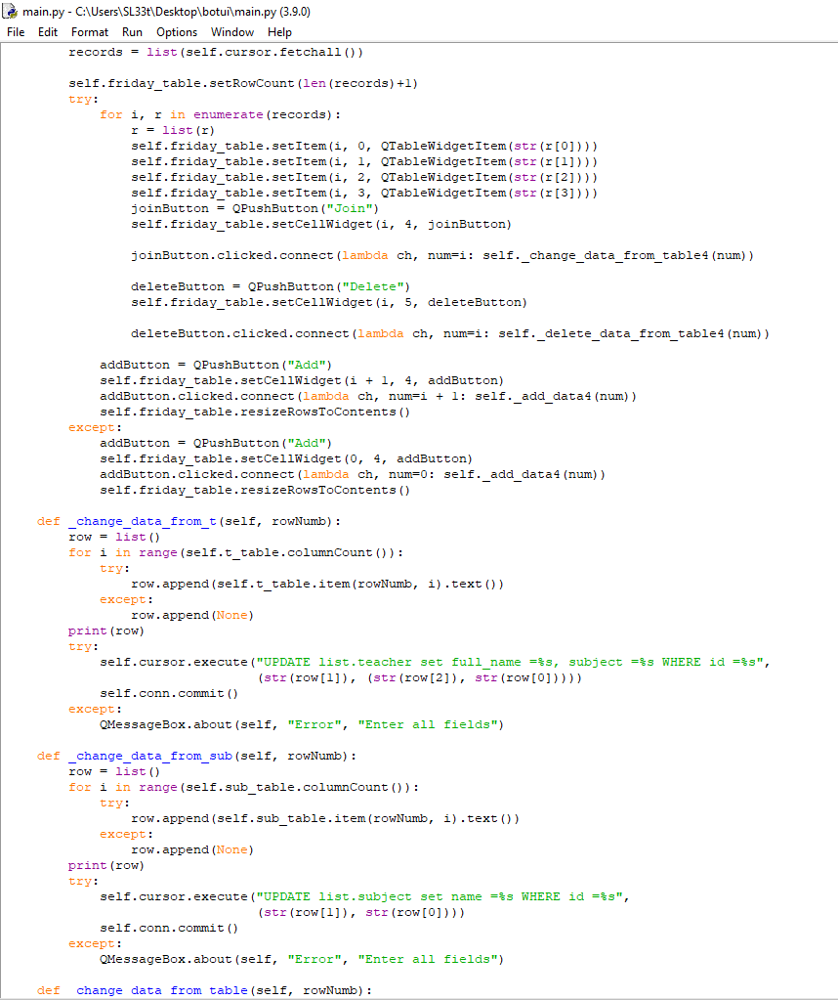 main.py - C:\Users\SL33t\Desktop\botui\main.py (3.9.0)
File Edit Format Run Options Window Help
        records = list(self.cursor.fetchall())

        self.friday_table.setRowCount(len(records)+1)
        try:
            for i, r in enumerate(records):
                r = list(r)
                self.friday_table.setItem(i, 0, QTableWidgetItem(str(r[0])))
                self.friday_table.setItem(i, 1, QTableWidgetItem(str(r[1])))
                self.friday_table.setItem(i, 2, QTableWidgetItem(str(r[2])))
                self.friday_table.setItem(i, 3, QTableWidgetItem(str(r[3])))
                joinButton = QPushButton("Join")
                self.friday_table.setCellWidget(i, 4, joinButton)

                joinButton.clicked.connect(lambda ch, num=i: self._change_data_from_table4(num))

                deleteButton = QPushButton("Delete")
                self.friday_table.setCellWidget(i, 5, deleteButton)

                deleteButton.clicked.connect(lambda ch, num=i: self._delete_data_from_table4(num))

            addButton = QPushButton("Add")
            self.friday_table.setCellWidget(i + 1, 4, addButton)
            addButton.clicked.connect(lambda ch, num=i + 1: self._add_data4(num))
            self.friday_table.resizeRowsToContents()
        except:
            addButton = QPushButton("Add")
            self.friday_table.setCellWidget(0, 4, addButton)
            addButton.clicked.connect(lambda ch, num=0: self._add_data4(num))
            self.friday_table.resizeRowsToContents()

    def _change_data_from_t(self, rowNumb):
        row = list()
        for i in range(self.t_table.columnCount()):
            try:
                row.append(self.t_table.item(rowNumb, i).text())
            except:
                row.append(None)
        print(row)
        try:
            self.cursor.execute("UPDATE list.teacher set full_name =%s, subject =%s WHERE id =%s",
                                (str(row[1]), (str(row[2]), str(row[0]))))
            self.conn.commit()
        except:
            QMessageBox.about(self, "Error", "Enter all fields")

    def _change_data_from_sub(self, rowNumb):
        row = list()
        for i in range(self.sub_table.columnCount()):
            try:
                row.append(self.sub_table.item(rowNumb, i).text())
            except:
                row.append(None)
        print(row)
        try:
            self.cursor.execute("UPDATE list.subject set name =%s WHERE id =%s",
                                (str(row[1]), str(row[0])))
            self.conn.commit()
        except:
            QMessageBox.about(self, "Error", "Enter all fields")

    def _change_data_from_table(self, rowNumb):